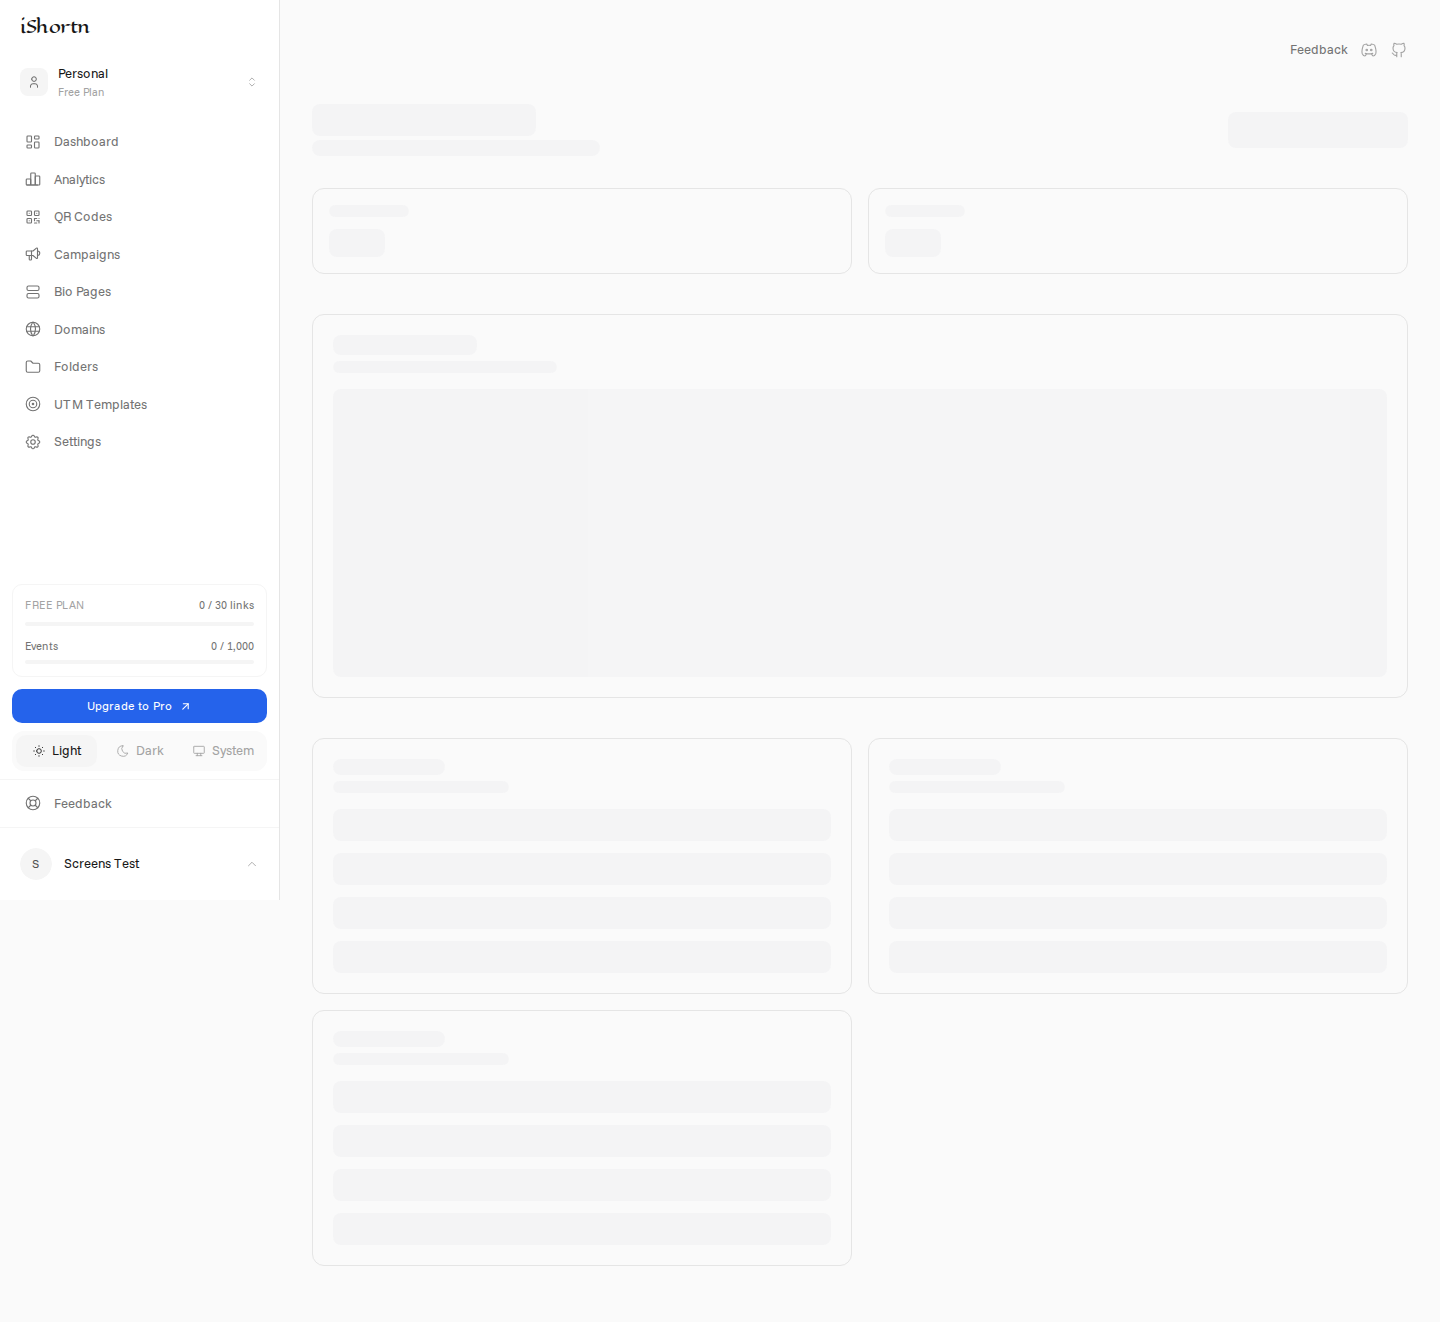 iShortn
Personal
Free Plan
Dashboard
Analytics
QR Codes
Campaigns
Bio Pages
Domains
Folders
UTM Templates
Settings
FREE PLAN 0 / 30 links
Events 0 / 1,000
Upgrade to Pro
Light Dark System
Feedback
S Screens Test
Feedback